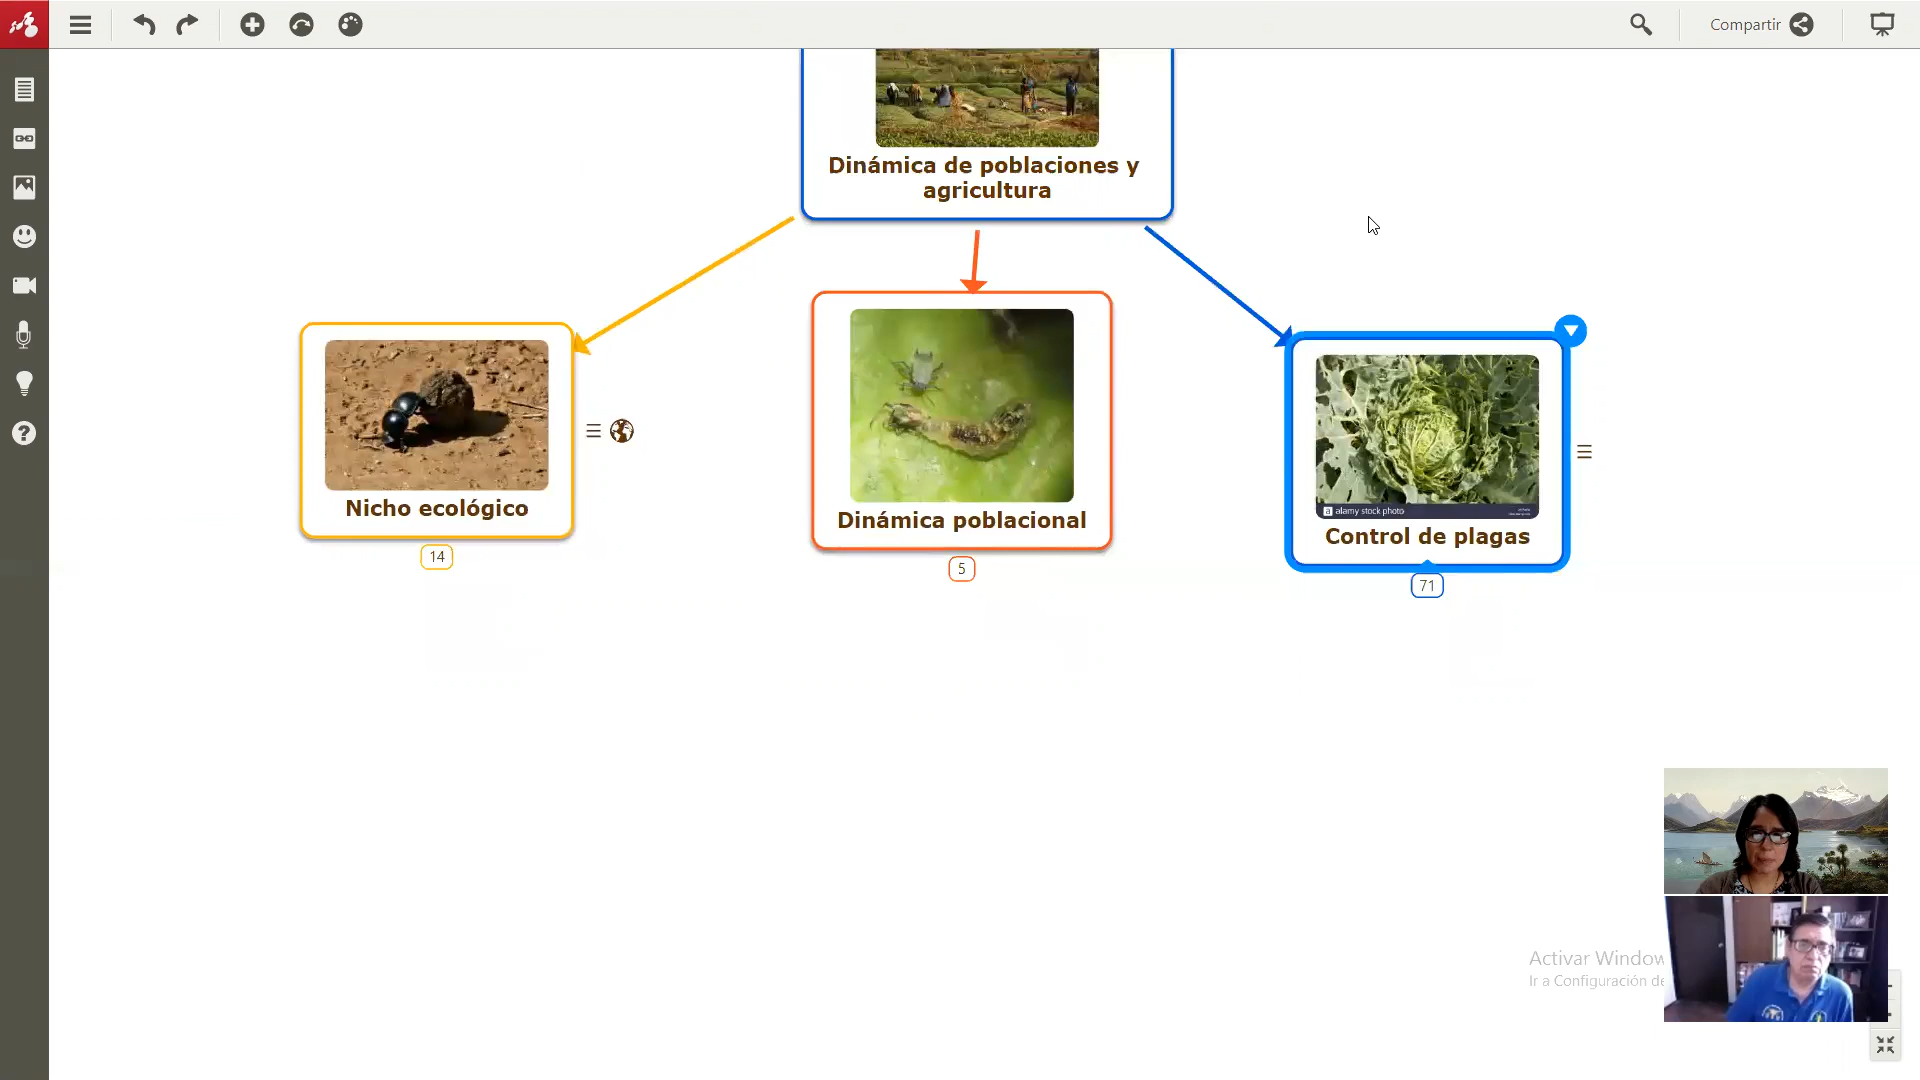 Compartir
Dinámica de poblaciones y
agricultura
Nicho ecológico
14
Dinámica poblacional
5
a alamy stock photo
Control de plagas
71
Activar Window
Ir a Configuración de